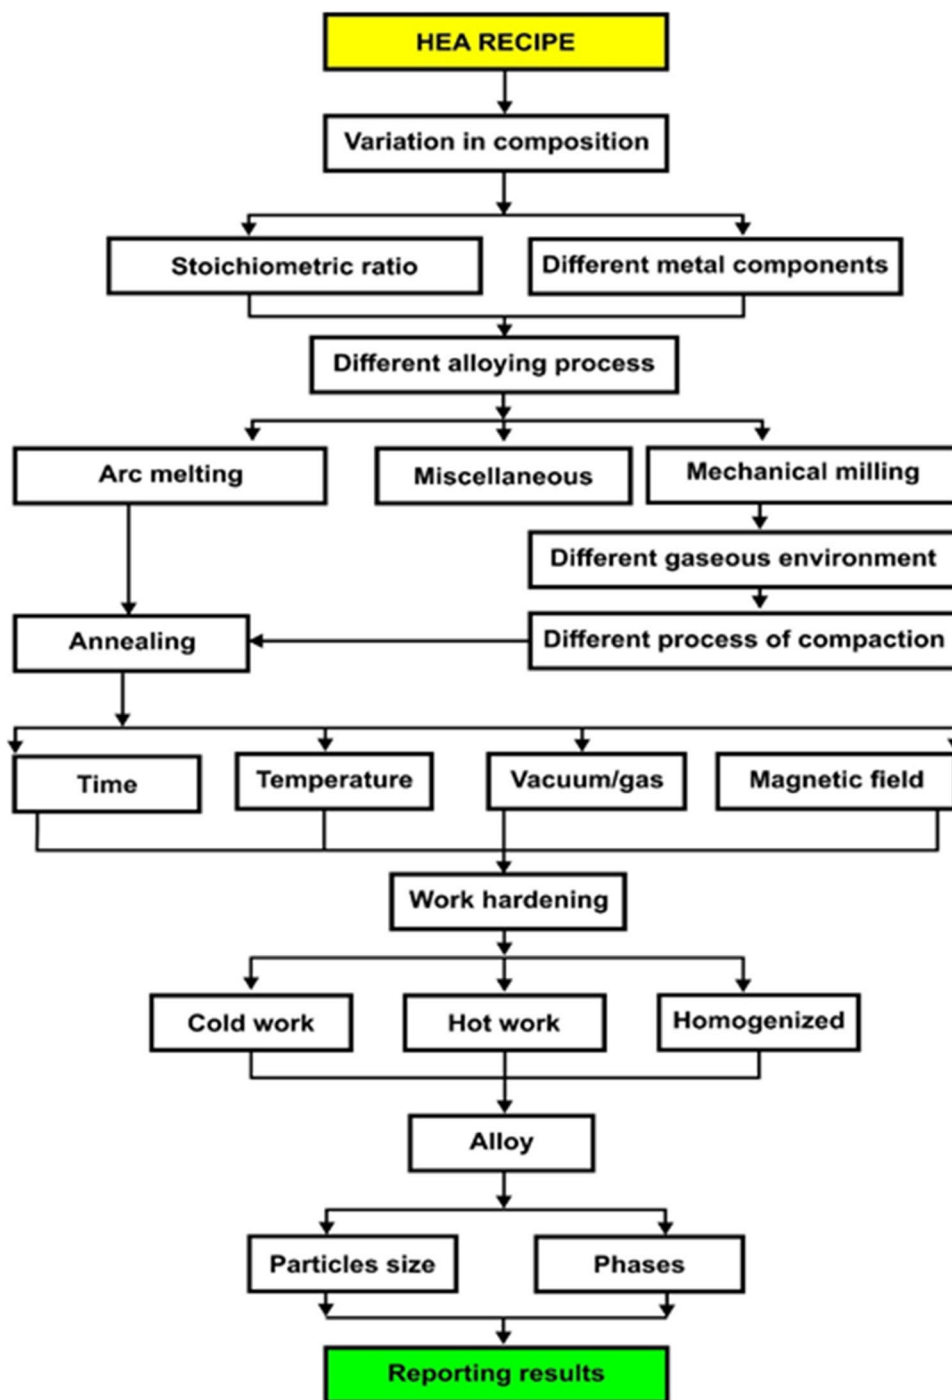 HEA RECIPE
Variation in composition
Stoichiometric ratio
Different metal components
Different alloying process
Arc melting
Miscellaneous
Mechanical milling
Different gaseous environment
Different process of compaction
Annealing
Time
Temperature
Vacuum/gas
Magnetic field
Work hardening
Cold work
Hot work
Homogenized
Alloy
Particles size
Phases
Reporting results